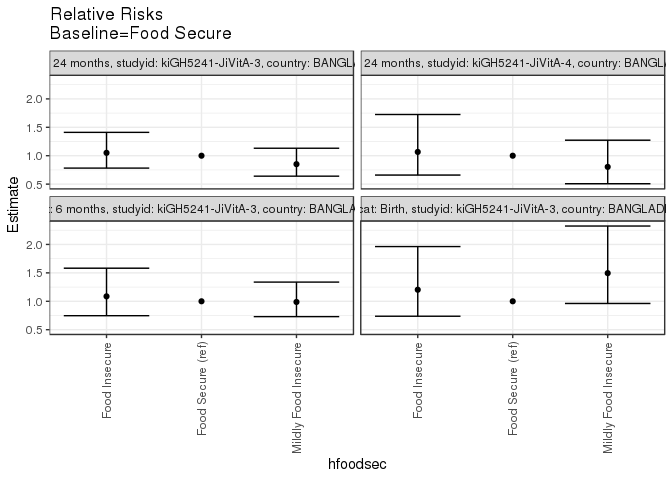 Relative Risks
Baseline=Food Secure
24 months, studyid: kiGH5241-JiVitA-3, country: BANGL
24 months, studyid: kiGH5241-JiVitA-4, country: BANGL
2.0
1.5
1.0
0.5
: 6 months, studyid: kiGH5241-JiVitA-3, country: BANGLA
cat: Birth, studyid: kiGH5241-JiVitA-3, country: BANGLAD
2.0
1.5
1.0
0.5
Estimate
Food Insecure
Food Secure (ref)
Mildly Food Insecure
Food Insecure
Food Secure (ref)
Mildly Food Insecure
hfoodsec